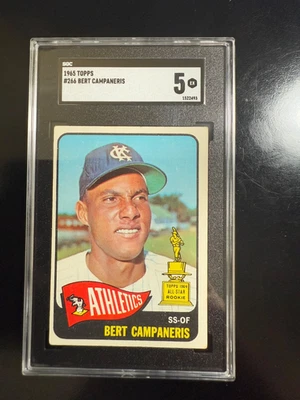 SGC
1965 TOPPS
#266 BERT CAMPANERIS
5 EX
1522491
KC
TOPPS 1964
ALL STAR
ROOKIE
ATHLETICS
SS-OF
BERT CAMPANERIS